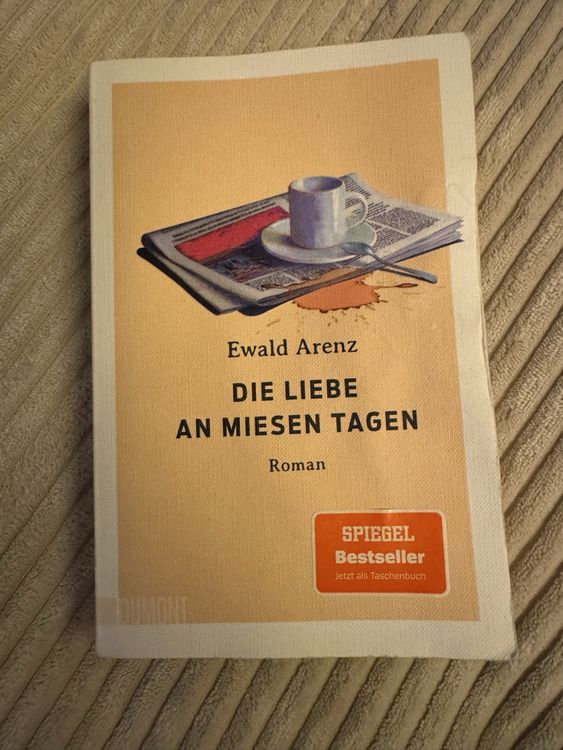 Ewald Arenz
DIE LIEBE
AN MIESEN TAGEN
Roman
SPIEGEL
Bestseller
Jetzt als Taschenbuch
DUMONT